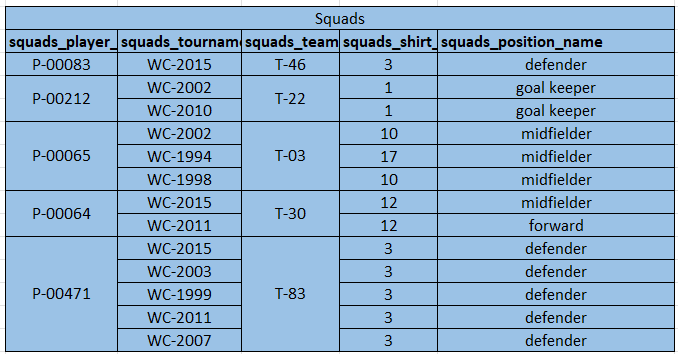 Squads
squads_player_ squads_tourname squads_team squads_shirt_ squads_position_name
P-00083 WC-2015 T-46 3 defender
P-00212 WC-2002 T-22 1 goal keeper
WC-2010 1 goal keeper
P-00065 WC-2002 T-03 10 midfielder
WC-1994 17 midfielder
WC-1998 10 midfielder
P-00064 WC-2015 T-30 12 midfielder
WC-2011 12 forward
P-00471 WC-2015 T-83 3 defender
WC-2003 3 defender
WC-1999 3 defender
WC-2011 3 defender
WC-2007 3 defender